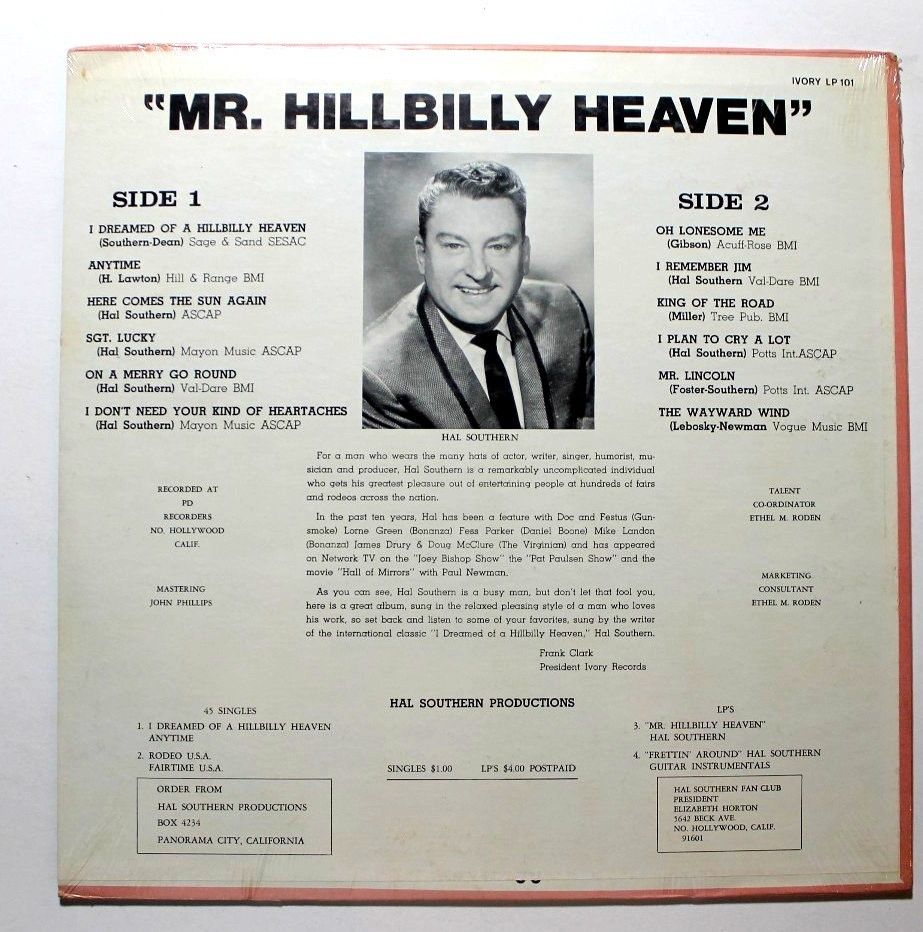 IVORY LP 101
"MR. HILLBILLY HEAVEN"
SIDE 1
I DREAMED OF A HILLBILLY HEAVEN
(Southern-Dean) Sage & Sand SESAC
ANYTIME
(H. Lawton) Hill & Range BMI
HERE COMES THE SUN AGAIN
(Hal Southern) ASCAP
SGT. LUCKY
(Hal Southern) Mayon Music ASCAP
ON A MERRY GO ROUND
(Hal Southern) Val-Dare BMI
I DON'T NEED YOUR KIND OF HEARTACHES
(Hal Southern) Mayon Music ASCAP
SIDE 2
OH LONESOME ME
(Gibson) Acuff-Rose BMI
I REMEMBER JIM
(Hal Southern Val-Dare BMI
KING OF THE ROAD
(Miller) Tree Pub. BMI
I PLAN TO CRY A LOT
(Hal Southern) Potts Int.ASCAP
MR. LINCOLN
(Foster-Southern) Potts Int. ASCAP
THE WAYWARD WIND
(Lebosky-Newman Vogue Music BMI
HAL SOUTHERN
For a man who wears the many hats of actor, writer, singer, humorist, mu-
sician and producer, Hal Southern is a remarkably uncomplicated individual
who gets his greatest pleasure out of entertaining people at hundreds of fairs
and rodeos across the nation.
In the past ten years, Hal has been a feature with Doc and Festus (Gun-
smoke) Lorne Green (Bonanza) Fess Parker (Daniel Boone) Mike Landon
(Bonanza) James Drury & Doug McClure (The Virginian) and has appeared
on Network TV on the "Joey Bishop Show" the "Pat Paulsen Show" and the
movie "Hall of Mirrors" with Paul Newman.
As you can see, Hal Southern is a busy man, but don't let that fool you,
here is a great album, sung in the relaxed pleasing style of a man who loves
his work, so set back and listen to some of your favorites, sung by the writer
of the international classic "I Dreamed of a Hillbilly Heaven," Hal Southern.
Frank Clark
President Ivory Records
RECORDED AT
PD
RECORDERS
NO. HOLLYWOOD
CALIF.
MASTERING
JOHN PHILLIPS
TALENT
CO-ORDINATOR
ETHEL M. RODEN
MARKETING
CONSULTANT
ETHEL M. RODEN
HAL SOUTHERN PRODUCTIONS
45 SINGLES
1. I DREAMED OF A HILLBILLY HEAVEN
ANYTIME
2. RODEO U.S.A.
FAIRTIME U.S.A.
SINGLES $1.00 LP'S $4.00 POSTPAID
LP'S
3. "MR. HILLBILLY HEAVEN"
HAL SOUTHERN
4. "FRETTIN' AROUND" HAL SOUTHERN
GUITAR INSTRUMENTALS
ORDER FROM
HAL SOUTHERN PRODUCTIONS
BOX 4234
PANORAMA CITY, CALIFORNIA
HAL SOUTHERN FAN CLUB
PRESIDENT
ELIZABETH HORTON
5642 BECK AVE.
NO. HOLLYWOOD, CALIF.
91601